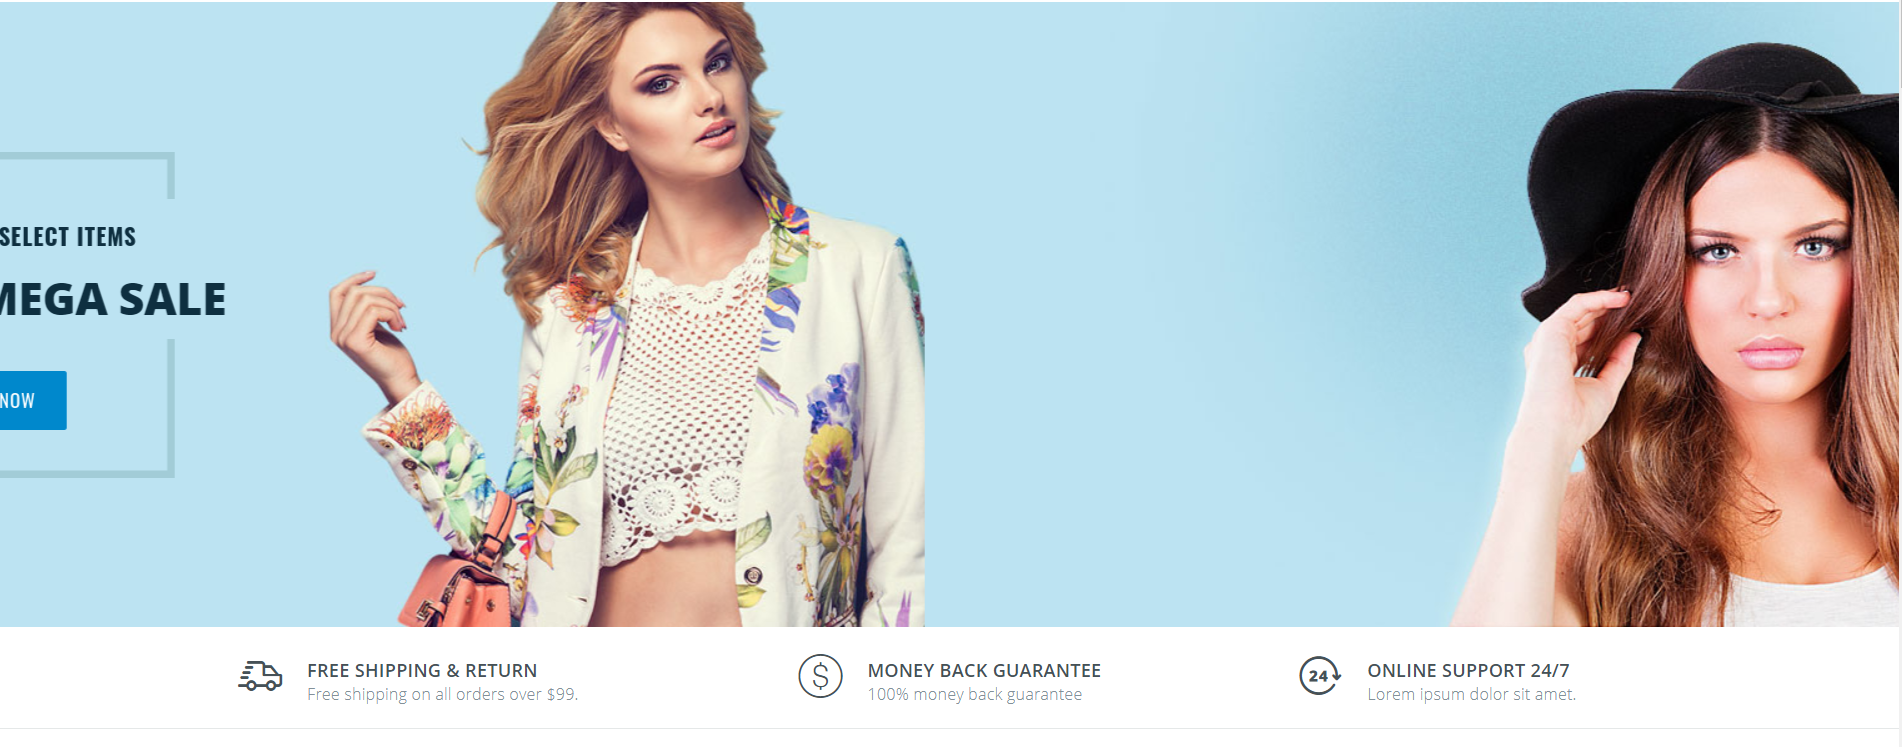 SELECT ITEMS
MEGA SALE
NOW
FREE SHIPPING & RETURN
Free shipping on all orders over $99.
$
MONEY BACK GUARANTEE
100% money back guarantee
24
ONLINE SUPPORT 24/7
Lorem ipsum dolor sit amet.